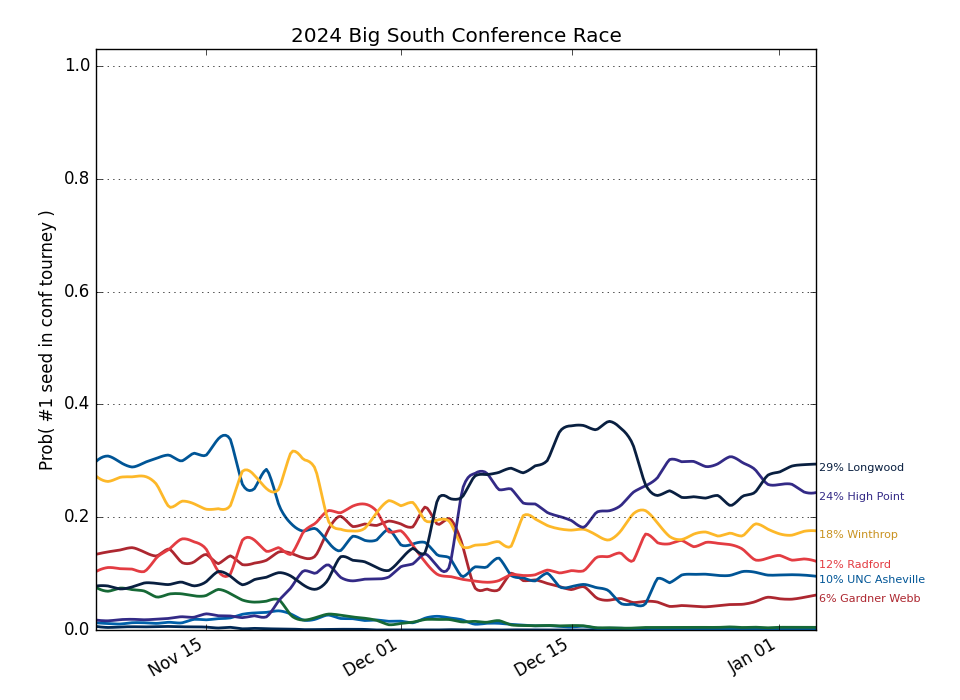 2024 Big South Conference Race
Prob( #1 seed in conf tourney )
1.0
0.8
0.6
0.4
0.2
0.0
Nov 15
Dec 01
Dec 15
Jan 01
29% Longwood
24% High Point
18% Winthrop
12% Radford
10% UNC Asheville
6% Gardner Webb